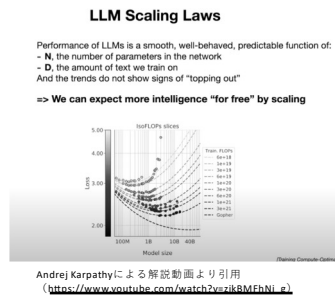 LLM Scaling Laws
Performance of LLMs is a smooth, well-behaved, predictable function of:
- N, the number of parameters in the network
- D, the amount of text we train on
And the trends do not show signs of "topping out"
=> We can expect more intelligence "for free" by scaling
IsoFLOPs slices
5.00
4.00
3.00
2.00
Loss
100M 1B 10B 40B
Model size
Train. FLOPs
6e+18
1e+19
3e+19
6e+19
1e+20
3e+20
6e+20
1e+21
3e+21
Gopher
[Training Compute-Optima
Andrej Karpathyによる解説動画より引用
（https://www.youtube.com/watch?v=zjkBMFhNj_g）